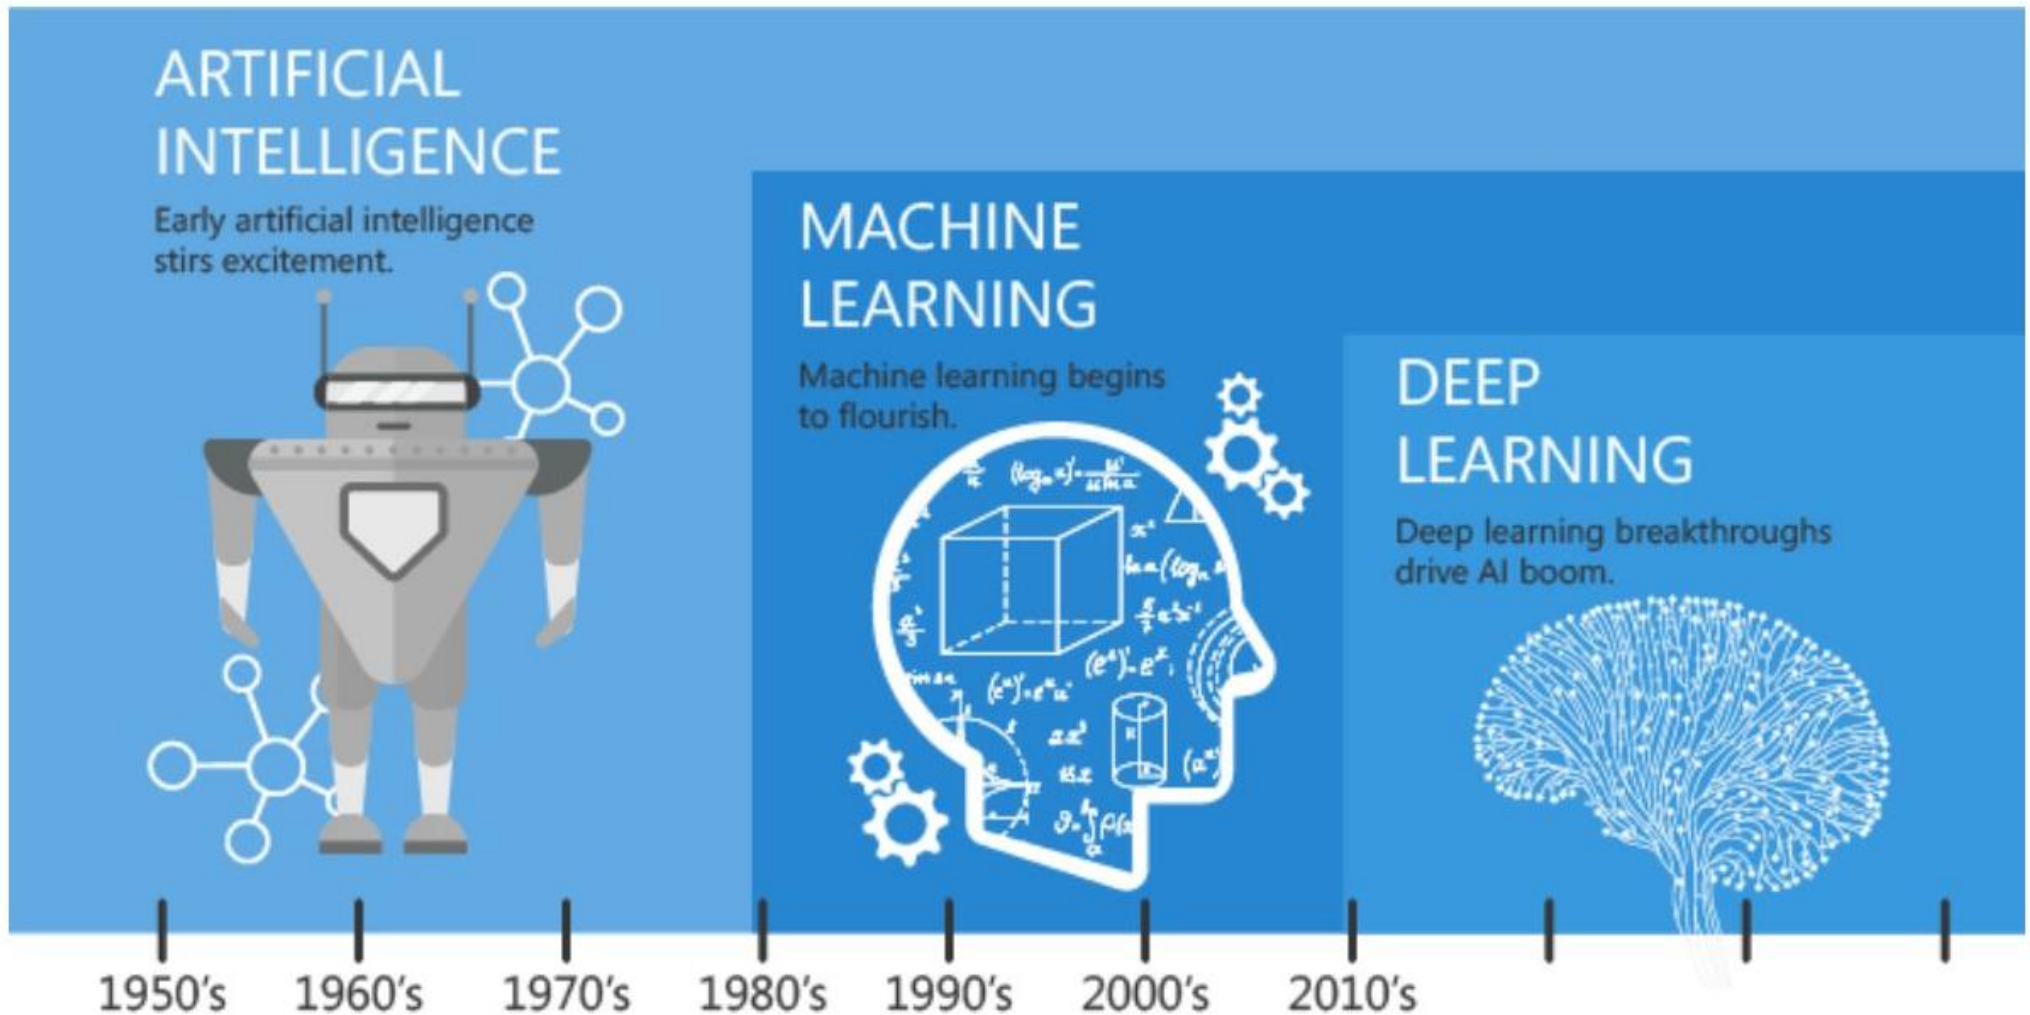 ARTIFICIAL
INTELLIGENCE
Early artificial intelligence
stirs excitement.
MACHINE
LEARNING
Machine learning begins
to flourish.
DEEP
LEARNING
Deep learning breakthroughs
drive AI boom.
1950's 1960's 1970's 1980's 1990's 2000's 2010's